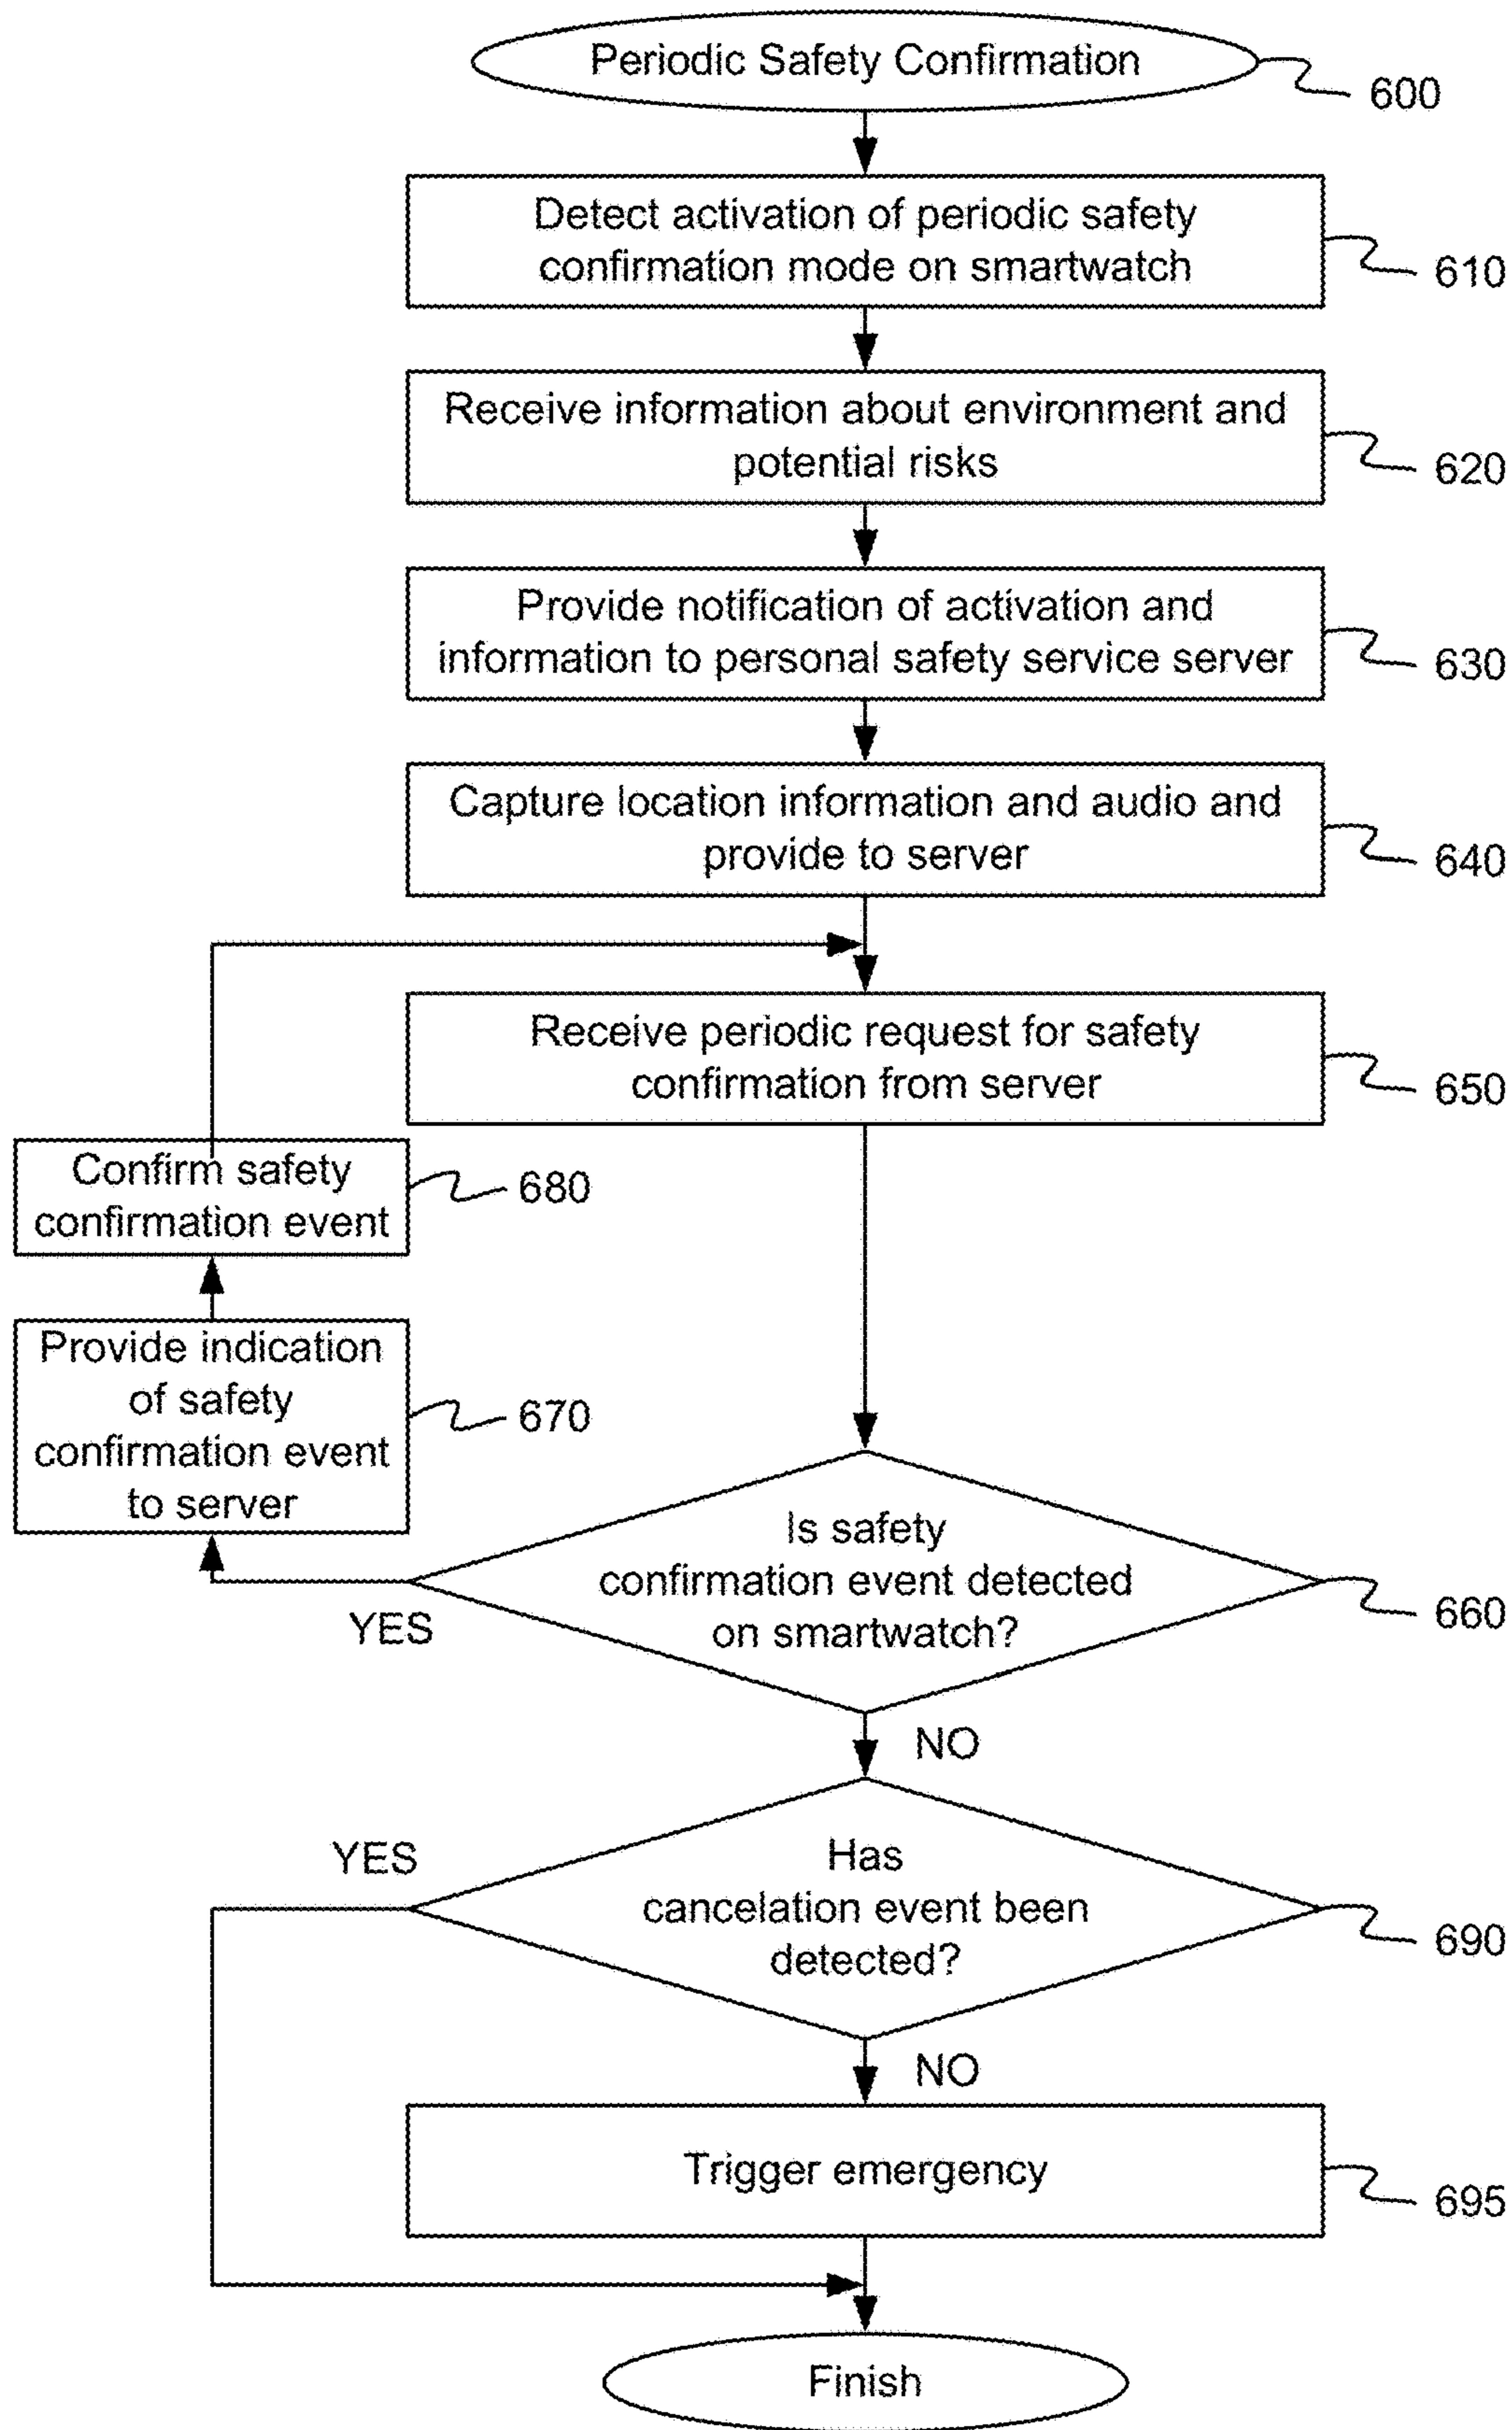 Periodic Safety Confirmation
600
Detect activation of periodic safety
confirmation mode on smartwatch
610
Receive information about environment and
potential risks
620
Provide notification of activation and
information to personal safety service server
630
Capture location information and audio and
provide to server
640
Receive periodic request for safety
confirmation from server
650
Confirm safety
confirmation event
680
Provide indication
of safety
confirmation event
to server
670
Is safety
confirmation event detected
on smartwatch?
660
YES
NO
Has
cancelation event been
detected?
690
YES
NO
Trigger emergency
695
Finish